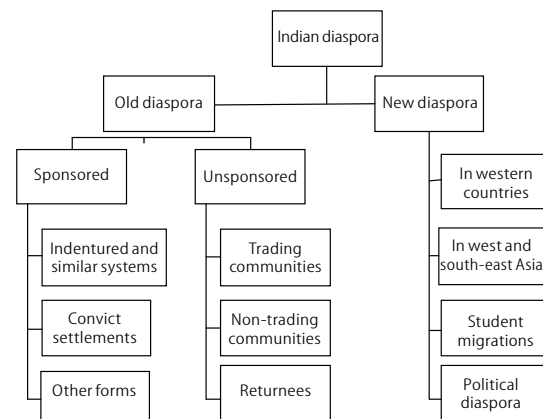 Indian diaspora
Old diaspora
New diaspora
Sponsored
Unsponsored
In western
countries
Indentured and
similar systems
Trading
communities
In west and
south-east Asia
Convict
settlements
Non-trading
communities
Student
migrations
Other forms
Returnees
Political
diaspora